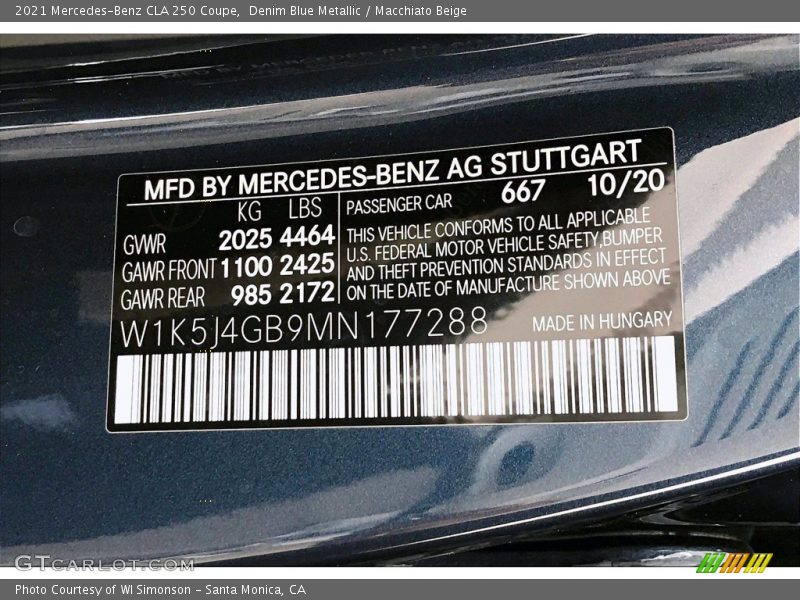 2021 Mercedes-Benz CLA 250 Coupe,  Denim Blue Metallic / Macchiato Beige
MFD BY MERCEDES-BENZ AG STUTTGART
KG LBS PASSENGER CAR 667 10/20
GVWR 2025 4464
GAWR FRONT 1100 2425
GAWR REAR 985 2172
THIS VEHICLE CONFORMS TO ALL APPLICABLE
U.S. FEDERAL MOTOR VEHICLE SAFETY,BUMPER
AND THEFT PREVENTION STANDARDS IN EFFECT
ON THE DATE OF MANUFACTURE SHOWN ABOVE
W1K5J4GB9MN177288 MADE IN HUNGARY
GTCARLOT.COM
Photo Courtesy of WI Simonson - Santa Monica, CA